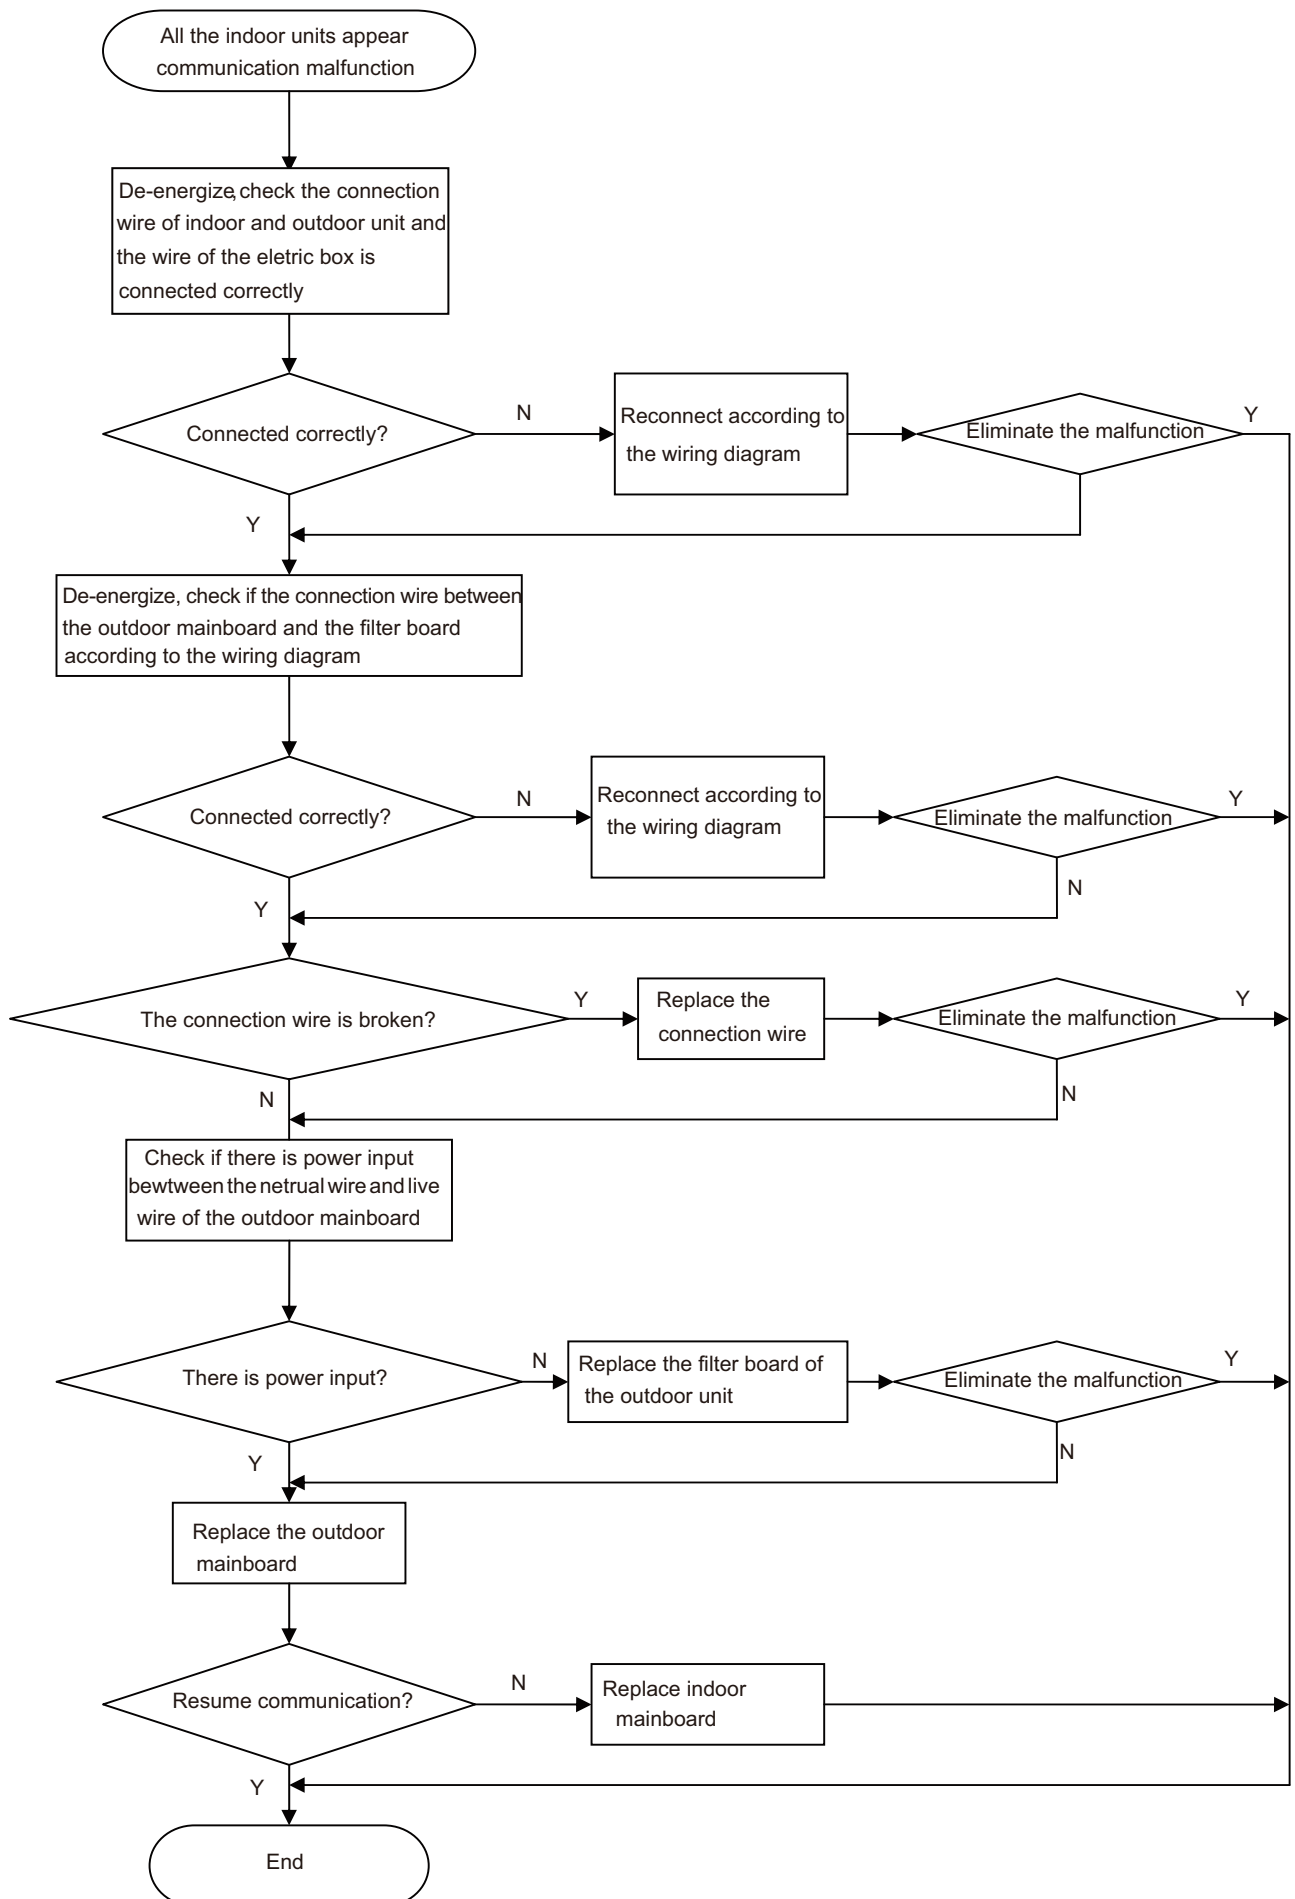 All the indoor units appear
communication malfunction
De-energize, check the connection
wire of indoor and outdoor unit and
the wire of the eletric box is
connected correctly
Connected correctly?
N
Reconnect according to
the wiring diagram
Eliminate the malfunction
Y
Y
De-energize, check if the connection wire between
the outdoor mainboard and the filter board
according to the wiring diagram
Connected correctly?
N
Reconnect according to
the wiring diagram
Eliminate the malfunction
Y
N
Y
The connection wire is broken?
Y
Replace the
connection wire
Eliminate the malfunction
Y
N
N
Check if there is power input
bewtween the netrual wire and live
wire of the outdoor mainboard
There is power input?
N
Replace the filter board of
the outdoor unit
Eliminate the malfunction
Y
N
Y
Replace the outdoor
mainboard
Resume communication?
N
Replace indoor
mainboard
Y
End